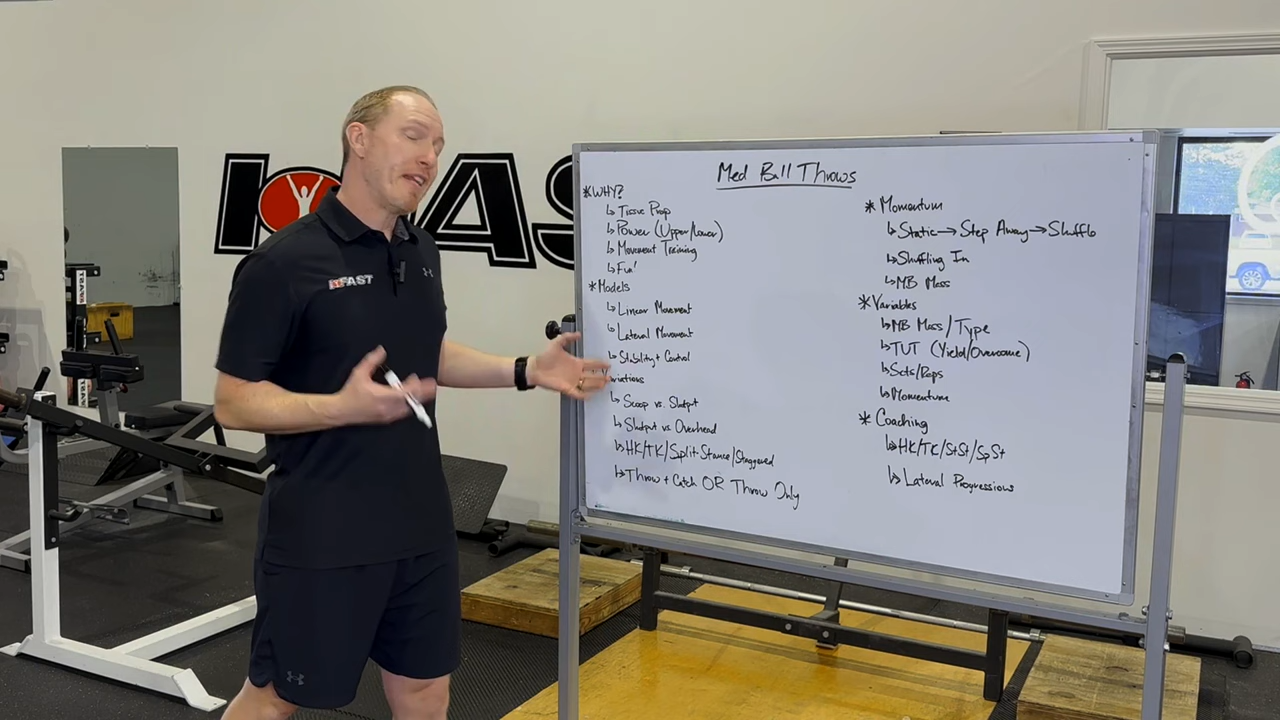 Med Ball Throws
* WHY?
↳ Tissue Prep
↳ Power (Upper/Lower)
↳ Movement Training
↳ Fun!
* Models
↳ Linear Movement
↳ Lateral Movement
↳ Stability + Control
riations
↳ Scoop vs. Shotput
↳ Shotput vs Overhead
↳ HK/TK/Split-Stance/Staggered
↳ Throw + Catch OR Throw Only
* Momentum
↳ Static → Step Away → Shuffle
↳ Shuffling In
↳ MB Mass
* Variables
↳ MB Mass/Type
↳ TUT (Yield/Overcome)
↳ Sets/Reps
↳ Momentum
* Coaching
↳ HK/TK/StSt/SpSt
↳ Lateral Progressions
FAST